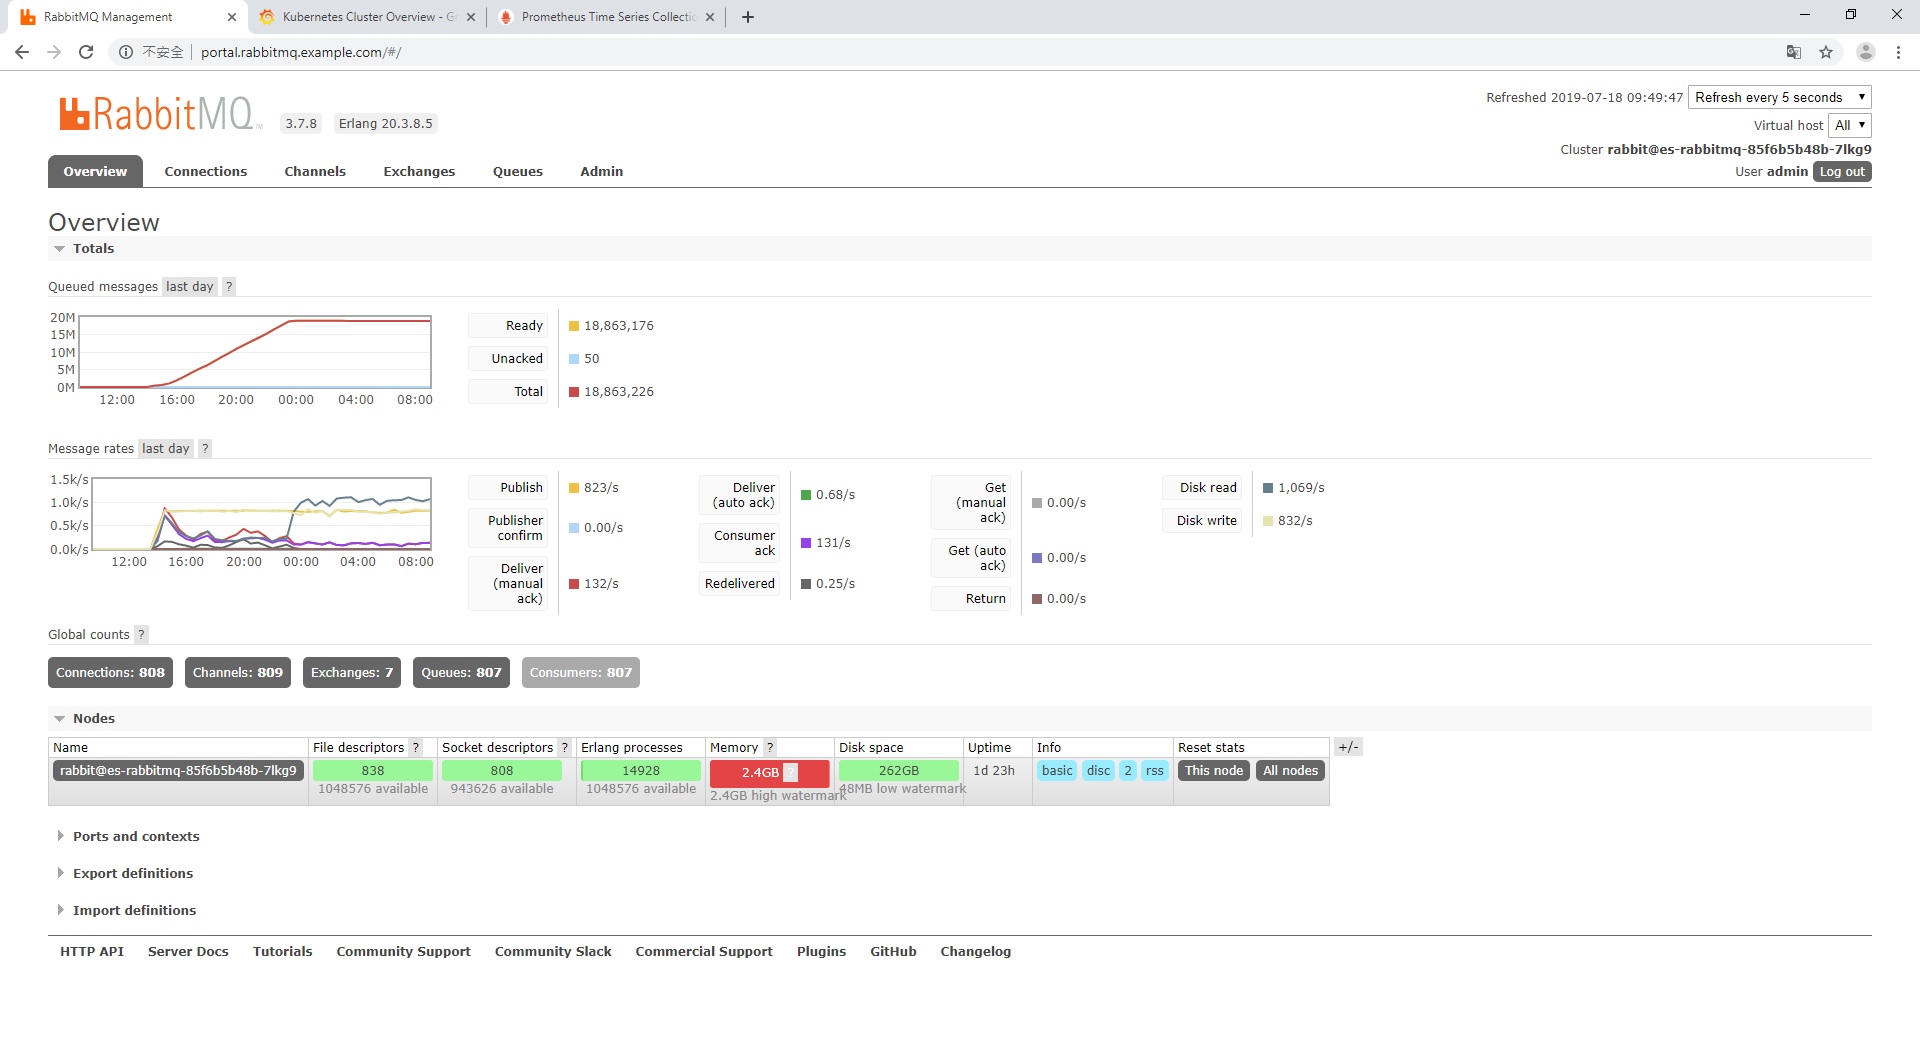 RabbitMQ Management
Kubernetes Cluster Overview - G
Prometheus Time Series Collecti
不安全
portal.rabbitmq.example.com/#/
RabbitMQ TM
3.7.8
Erlang 20.3.8.5
Refreshed 2019-07-18 09:49:47 Refresh every 5 seconds
Virtual host All
Cluster rabbit@es-rabbitmq-85f6b5b48b-7lkg9
User admin Log out
Overview Connections Channels Exchanges Queues Admin
Overview
Totals
Queued messages last day ?
20M
15M
10M
5M
0M
12:00 16:00 20:00 00:00 04:00 08:00
Ready 18,863,176
Unacked 50
Total 18,863,226
Message rates last day ?
1.5k/s
1.0k/s
0.5k/s
0.0k/s
12:00 16:00 20:00 00:00 04:00 08:00
Publish 823/s
Publisher
confirm 0.00/s
Deliver
(manual
ack) 132/s
Deliver
(auto ack) 0.68/s
Consumer
ack 131/s
Redelivered 0.25/s
Get
(manual
ack) 0.00/s
Get (auto
ack) 0.00/s
Return 0.00/s
Disk read 1,069/s
Disk write 832/s
Global counts ?
Connections: 808 Channels: 809 Exchanges: 7 Queues: 807 Consumers: 807
Nodes
Name File descriptors ? Socket descriptors ? Erlang processes Memory ? Disk space Uptime Info Reset stats +/-
rabbit@es-rabbitmq-85f6b5b48b-7lkg9 838 808 14928 2.4GB ? 262GB 1d 23h basic disc 2 rss This node All nodes
1048576 available 943626 available 1048576 available 2.4GB high watermark 48MB low watermark
Ports and contexts
Export definitions
Import definitions
HTTP API Server Docs Tutorials Community Support Community Slack Commercial Support Plugins GitHub Changelog